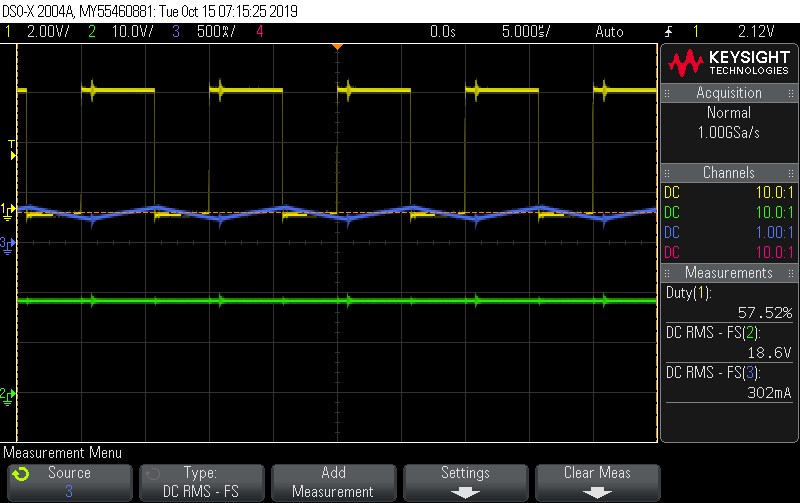 DSO-X 2004A, MY55460881: Tue Oct 15 07:15:25 2019
1 2.00V/ 2 10.0V/ 3 500㎷/ 4 0.0s 5.000㎲/ Auto 1 2.12V
KEYSIGHT
TECHNOLOGIES
Acquisition
Normal
1.00GSa/s
Channels
DC 10.0:1
DC 10.0:1
DC 1.00:1
DC 10.0:1
Measurements
Duty(1):
57.52%
DC RMS - FS(2):
18.6V
DC RMS - FS(3):
302mA
T
1
3
2
Measurement Menu
Source
3
Type:
DC RMS - FS
Add
Measurement
Settings
Clear Meas